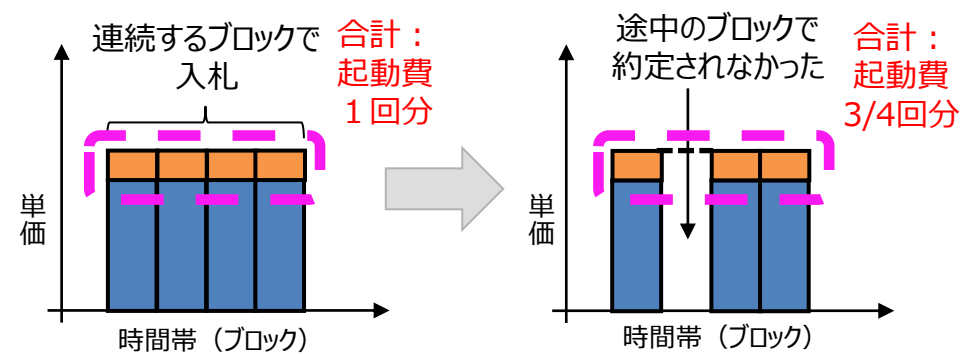 連続するブロックで
入札
合計：
起動費
１回分
単価
時間帯（ブロック）
途中のブロックで
約定されなかった
合計：
起動費
3/4回分
単価
時間帯（ブロック）